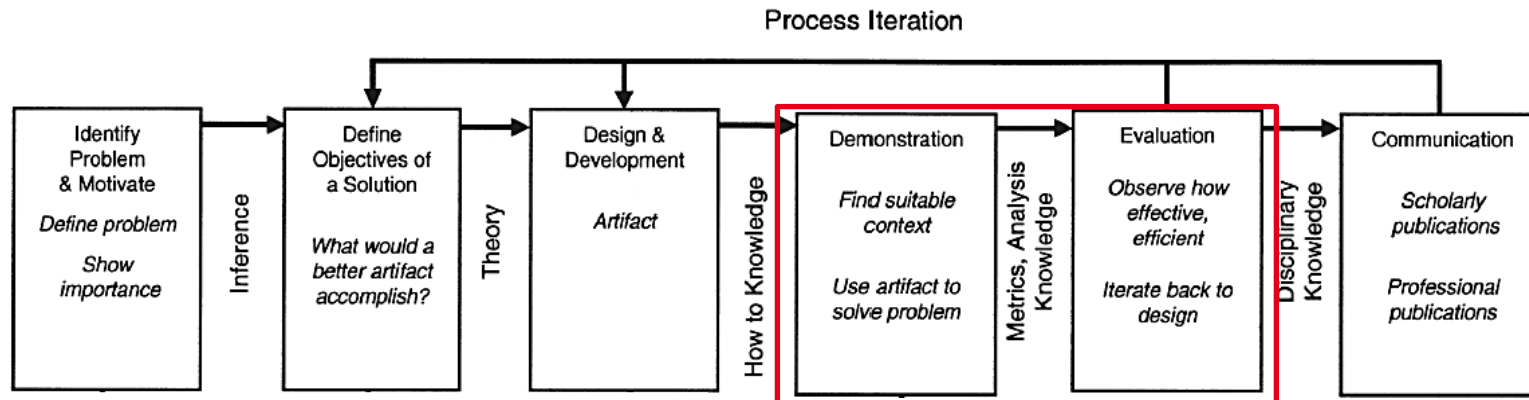 Process Iteration
Identify
Problem
& Motivate
Define problem
Show
importance
Inference
Define
Objectives of
a Solution
What would a
better artifact
accomplish?
Theory
Design &
Development
Artifact
How to Knowledge
Demonstration
Find suitable
context
Use artifact to
solve problem
Metrics, Analysis
Knowledge
Evaluation
Observe how
effective,
efficient
Iterate back to
design
Disciplinary
Knowledge
Communication
Scholarly
publications
Professional
publications